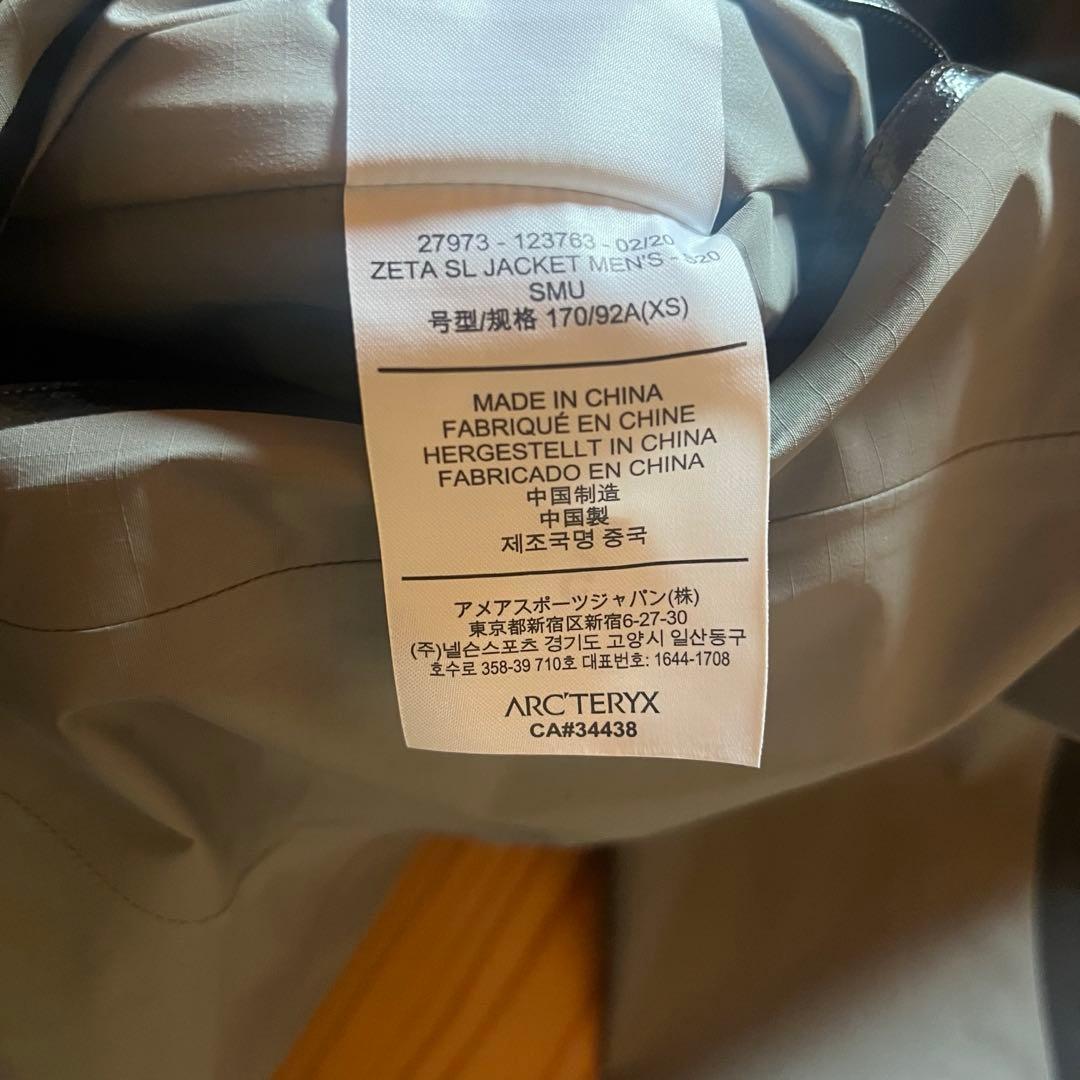 27973 - 123763 - 02/20
ZETA SL JACKET MEN'S - S20
SMU
号型/规格 170/92A(XS)
MADE IN CHINA
FABRIQUÉ EN CHINE
HERGESTELLT IN CHINA
FABRICADO EN CHINA
中国制造
中国製
제조국명 중국
アメアスポーツジャパン(株)
東京都新宿区新宿6-27-30
(주)넬슨스포츠 경기도 고양시 일산동구
호수로 358-39 710호 대표번호: 1644-1708
ARC'TERYX
CA#34438